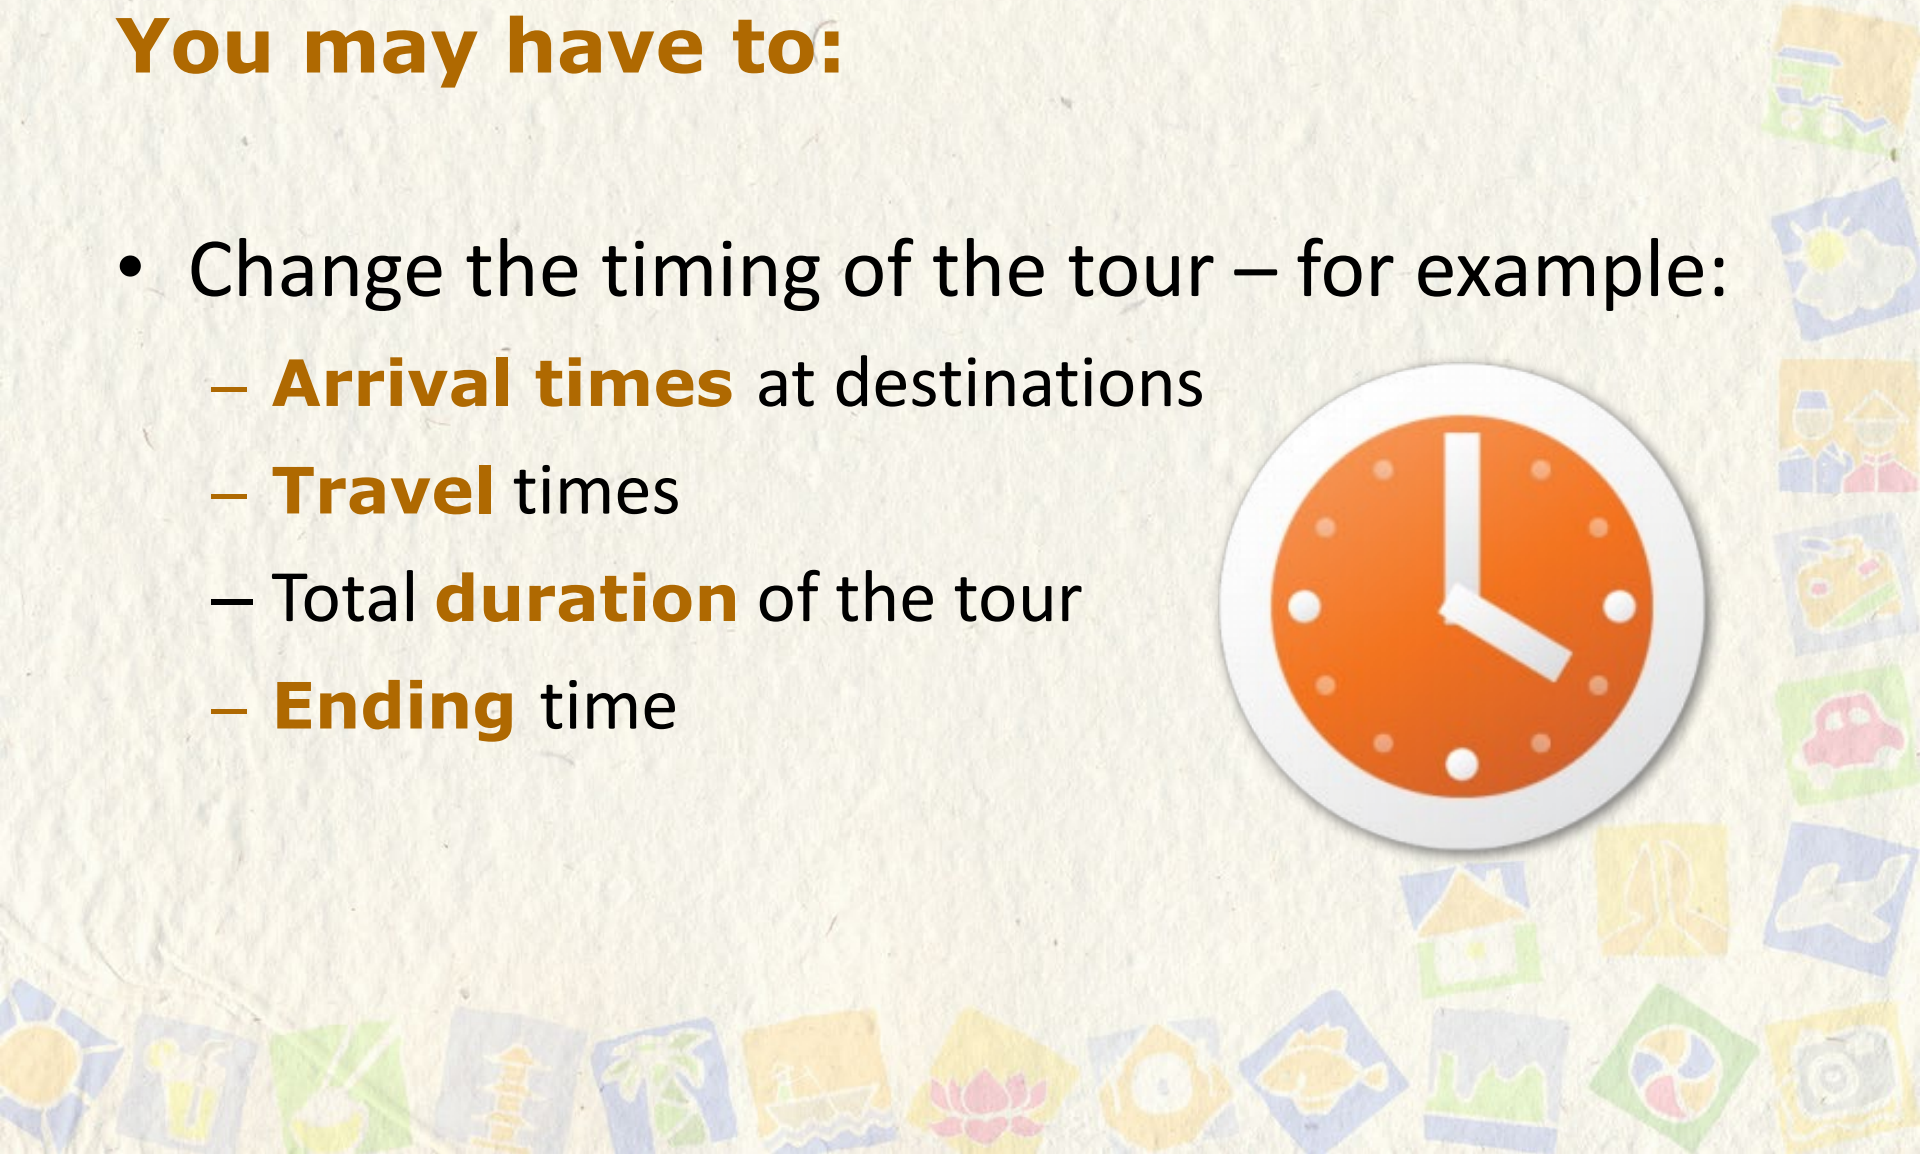 You may have to:
• Change the timing of the tour – for example:
– Arrival times at destinations
– Travel times
– Total duration of the tour
– Ending time